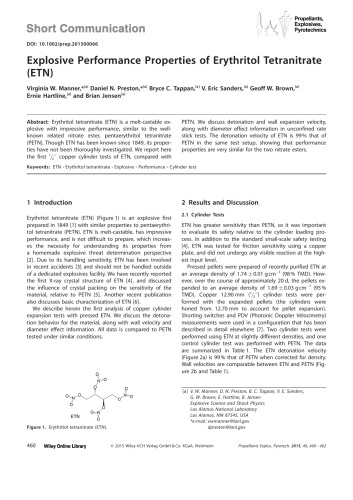 Short Communication
Propellants,
Explosives,
Pyrotechnics
DOI: 10.1002/prep.201500066
Explosive Performance Properties of Erythritol Tetranitrate
(ETN)
Virginia W. Manner,*[a] Daniel N. Preston,*[a] Bryce C. Tappan,[a] V. Eric Sanders,[a] Geoff W. Brown,[a]
Ernie Hartline,[a] and Brian Jensen[a]
Abstract: Erythritol tetranitrate (ETN) is a melt-castable ex-
plosive with impressive performance, similar to the well-
known related nitrate ester, pentaerythritol tetranitrate
(PETN). Though ETN has been known since 1849, its proper-
ties have not been thoroughly investigated. We report here
the first 1/2" copper cylinder tests of ETN, compared with
PETN. We discuss detonation and wall expansion velocity,
along with diameter effect information in unconfined rate
stick tests. The detonation velocity of ETN is 99% that of
PETN in the same test setup, showing that performance
properties are very similar for the two nitrate esters.
Keywords: ETN · Erythritol tetranitrate · Explosive · Performance · Cylinder test
1 Introduction
Erythritol tetranitrate (ETN) (Figure 1) is an explosive first
prepared in 1849 [1] with similar properties to pentaerythri-
tol tetranitrate (PETN). ETN is melt-castable, has impressive
performance, and is not difficult to prepare, which increas-
es the necessity for understanding its properties from
a homemade explosive threat determination perspective
[2]. Due to its handling sensitivity, ETN has been involved
in recent accidents [3] and should not be handled outside
of a dedicated explosives facility. We have recently reported
the first X-ray crystal structure of ETN [4], and discussed
the influence of crystal packing on the sensitivity of the
material, relative to PETN [5]. Another recent publication
also discusses basic characterization of ETN [6].
We describe herein the first analysis of copper cylinder
expansion tests with pressed ETN. We discuss the detona-
tion behavior for the material, along with wall velocity and
diameter effect information. All data is compared to PETN
tested under similar conditions.
ETN
Figure 1. Erythritol tetranitrate (ETN).
2 Results and Discussion
2.1 Cylinder Tests
ETN has greater sensitivity than PETN, so it was important
to evaluate its safety relative to the cylinder loading pro-
cess. In addition to the standard small-scale safety testing
[4], ETN was tested for friction sensitivity using a copper
plate, and did not undergo any visible reaction at the high-
est input level.
Pressed pellets were prepared of recently purified ETN at
an average density of 1.74 ± 0.01 g cm⁻³ (98% TMD). How-
ever, over the course of approximately 20 d, the pellets ex-
panded to an average density of 1.69 ± 0.03 g cm⁻³ (95%
TMD). Copper 12.90 mm (1/2") cylinder tests were per-
formed with the expanded pellets (the cylinders were
honed from 12.70 mm to account for pellet expansion).
Shorting switches and PDV (Photonic Doppler Velocimetry)
measurements were used in a configuration that has been
described in detail elsewhere [7]. Two cylinder tests were
performed using ETN at slightly different densities, and one
control cylinder test was performed with PETN. The data
are summarized in Table 1. The ETN detonation velocity
(Figure 2a) is 99% that of PETN when corrected for density.
Wall velocities are comparable between ETN and PETN (Fig-
ure 2b and Table 1).
[a] V. W. Manner, D. N. Preston, B. C. Tappan, V. E. Sanders,
G. W. Brown, E. Hartline, B. Jensen
Explosive Science and Shock Physics
Los Alamos National Laboratory
Los Alamos, NM 87545, USA
*e-mail: vwmanner@lanl.gov
dpreston@lanl.gov
460 Wiley Online Library © 2015 Wiley-VCH Verlag GmbH & Co. KGaA, Weinheim Propellants Explos. Pyrotech. 2015, 40, 460 – 462